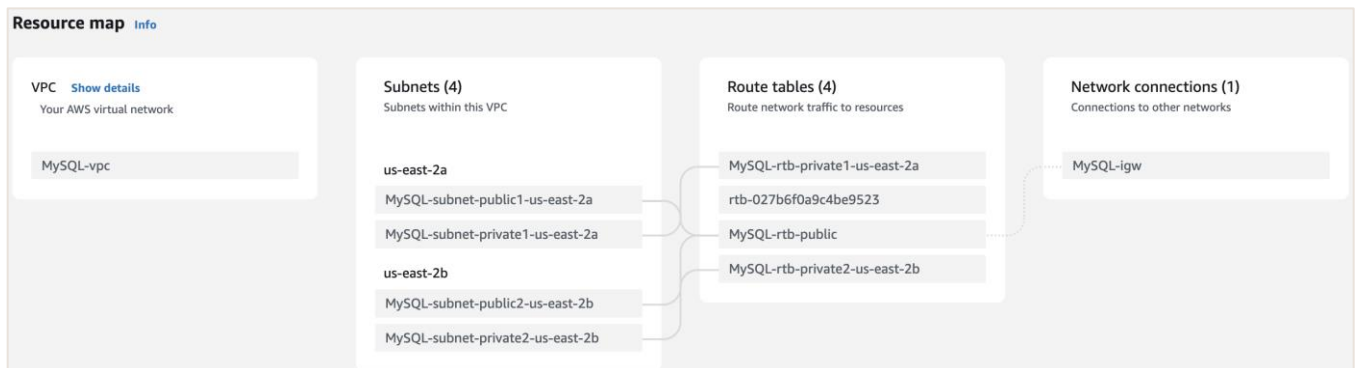 Resource map Info
VPC Show details
Your AWS virtual network
MySQL-vpc
Subnets (4)
Subnets within this VPC
us-east-2a
MySQL-subnet-public1-us-east-2a
MySQL-subnet-private1-us-east-2a
us-east-2b
MySQL-subnet-public2-us-east-2b
MySQL-subnet-private2-us-east-2b
Route tables (4)
Route network traffic to resources
MySQL-rtb-private1-us-east-2a
rtb-027b6f0a9c4be9523
MySQL-rtb-public
MySQL-rtb-private2-us-east-2b
Network connections (1)
Connections to other networks
MySQL-igw